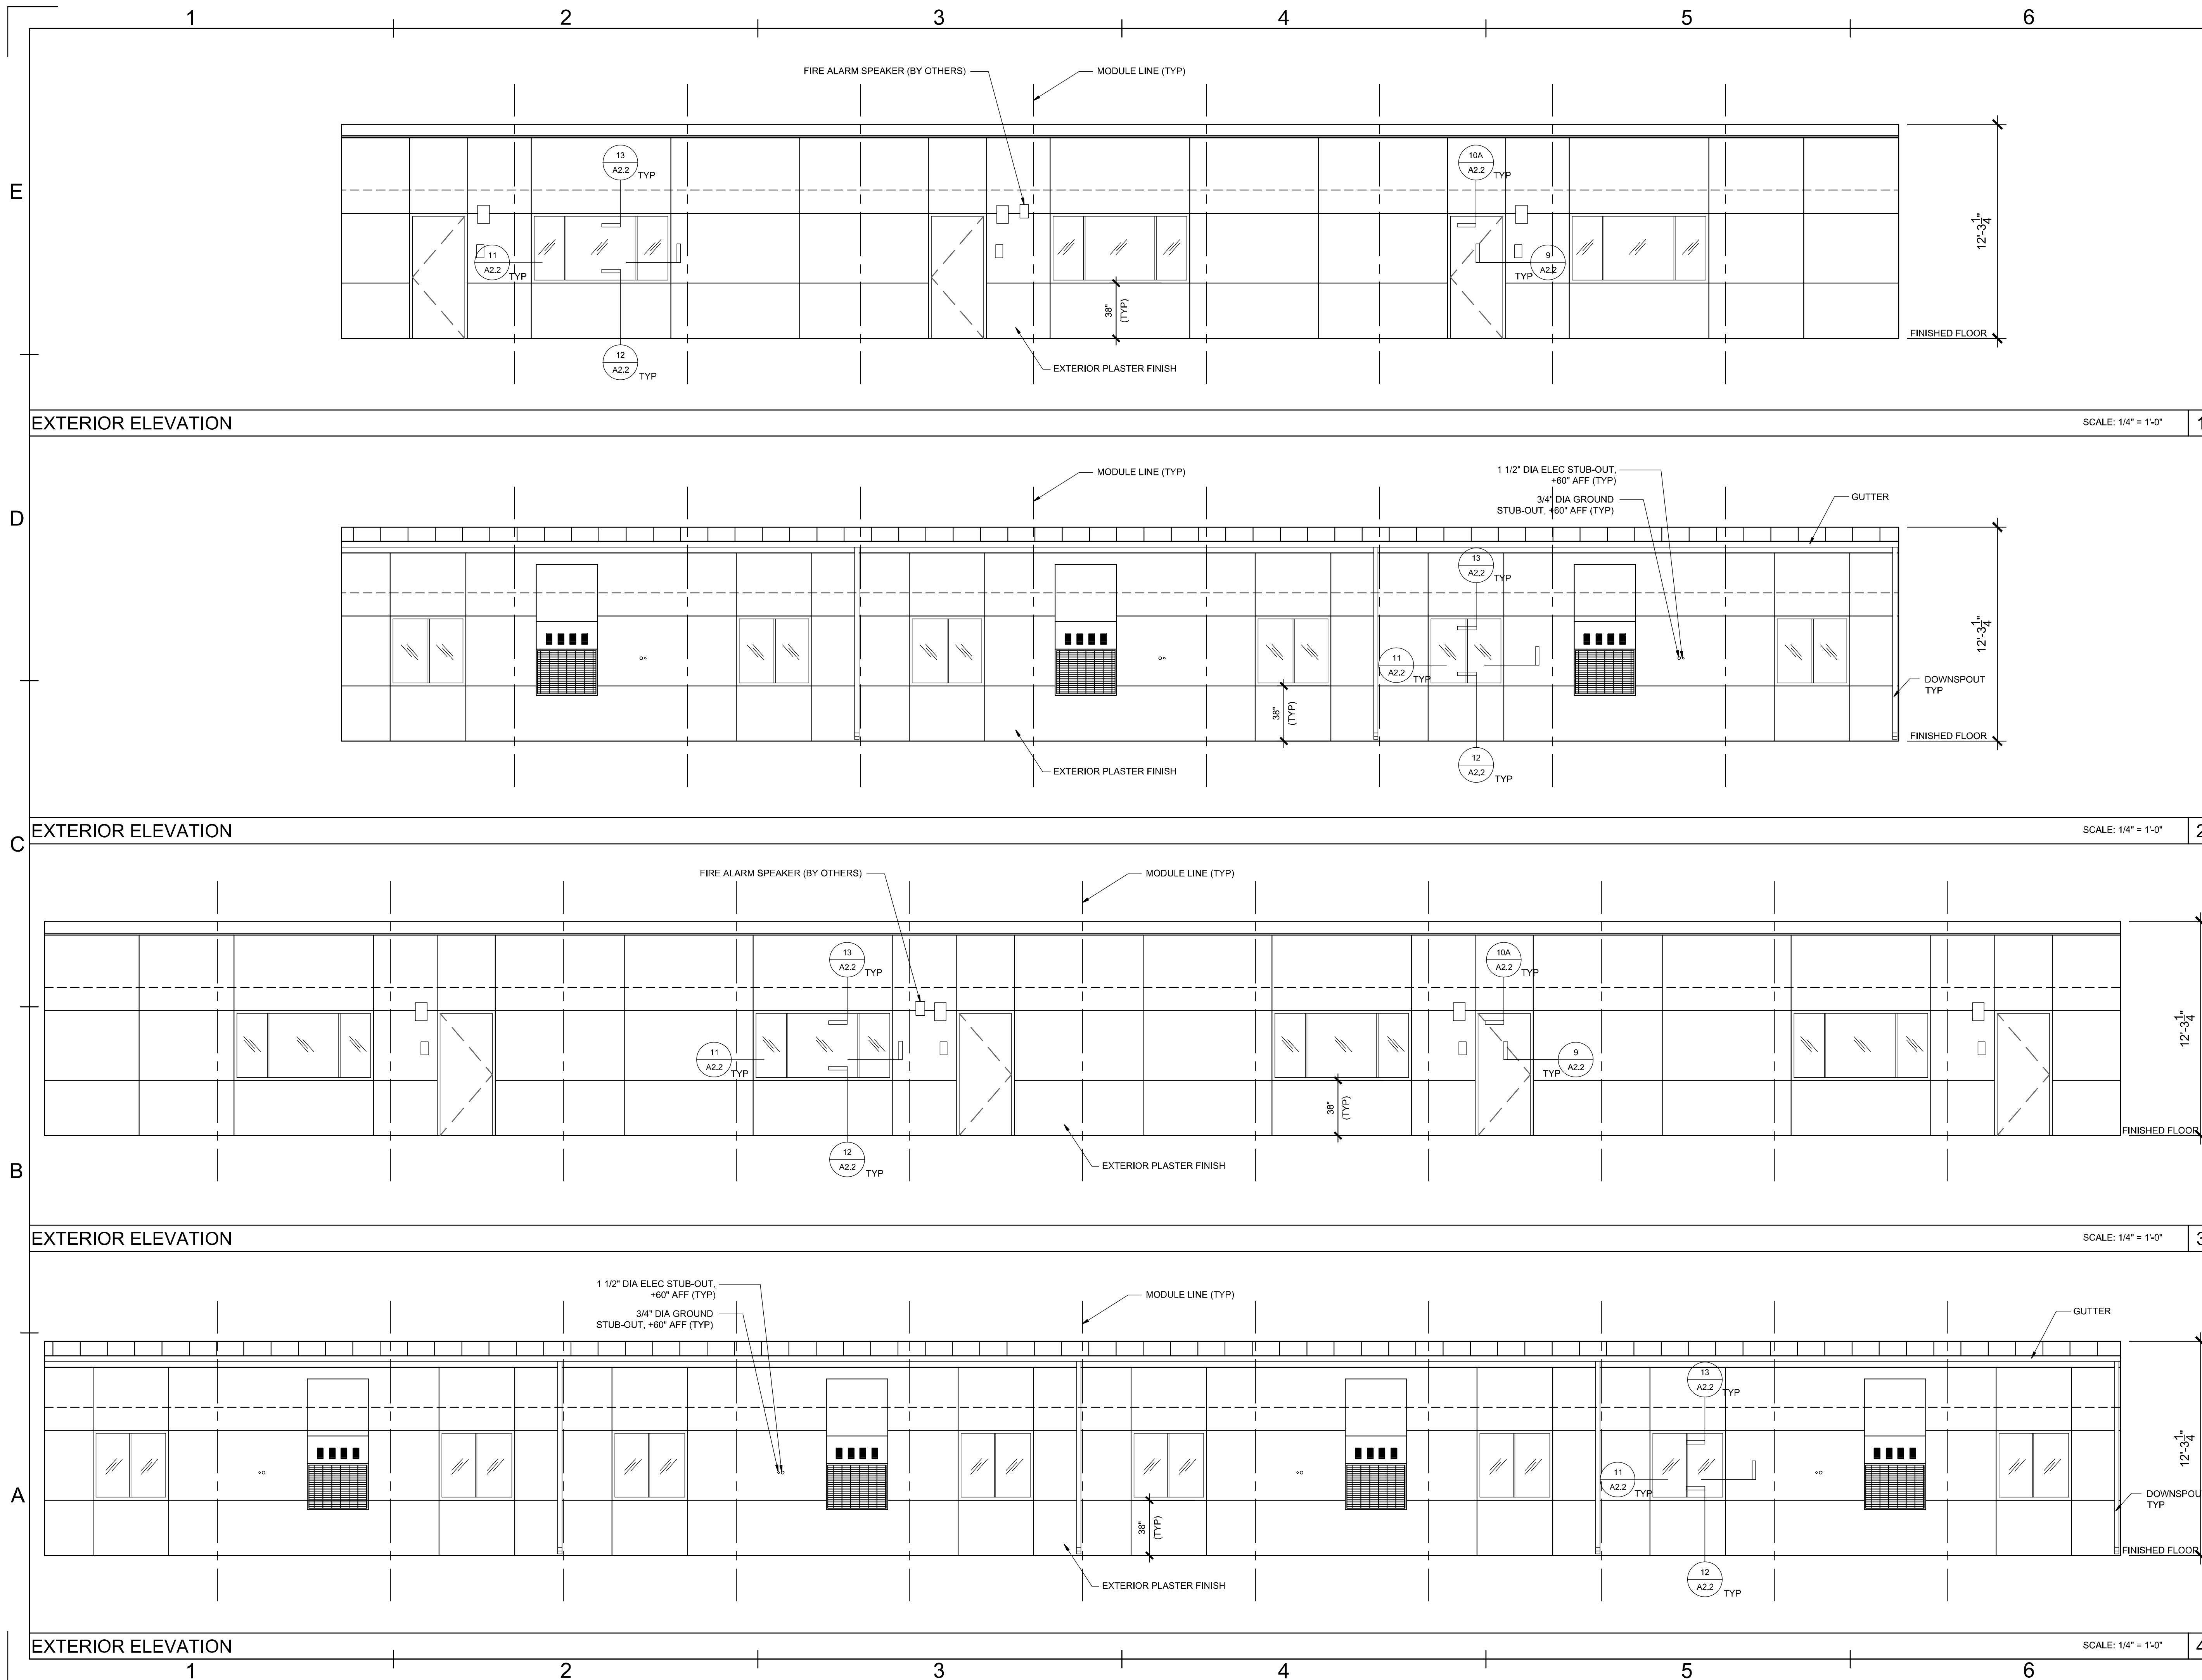 1 2 3 4 5 6
FIRE ALARM SPEAKER (BY OTHERS)
MODULE LINE (TYP)
E
13
A2.2
TYP
10A
A2.2
TYP
11
A2.2
TYP
9
A2.2
TYP
12'-3 1/4"
38"
(TYP)
FINISHED FLOOR
12
A2.2
TYP
EXTERIOR PLASTER FINISH
EXTERIOR ELEVATION
SCALE: 1/4" = 1'-0"
1
MODULE LINE (TYP)
1 1/2" DIA ELEC STUB-OUT,
+60" AFF (TYP)
3/4" DIA GROUND
STUB-OUT, +60" AFF (TYP)
GUTTER
D
13
A2.2
TYP
11
A2.2
TYP
12'-3 1/4"
38"
(TYP)
DOWNSPOUT
TYP
FINISHED FLOOR
12
A2.2
TYP
EXTERIOR PLASTER FINISH
EXTERIOR ELEVATION
SCALE: 1/4" = 1'-0"
2
C
FIRE ALARM SPEAKER (BY OTHERS)
MODULE LINE (TYP)
13
A2.2
TYP
10A
A2.2
TYP
11
A2.2
TYP
9
A2.2
TYP
12'-3 1/4"
38"
(TYP)
FINISHED FLOOR
12
A2.2
TYP
EXTERIOR PLASTER FINISH
B
EXTERIOR ELEVATION
SCALE: 1/4" = 1'-0"
3
1 1/2" DIA ELEC STUB-OUT,
+60" AFF (TYP)
3/4" DIA GROUND
STUB-OUT, +60" AFF (TYP)
MODULE LINE (TYP)
GUTTER
13
A2.2
TYP
11
A2.2
TYP
12'-3 1/4"
A
38"
(TYP)
DOWNSPOU
TYP
FINISHED FLOOR
12
A2.2
TYP
EXTERIOR PLASTER FINISH
EXTERIOR ELEVATION
SCALE: 1/4" = 1'-0"
4
1 2 3 4 5 6